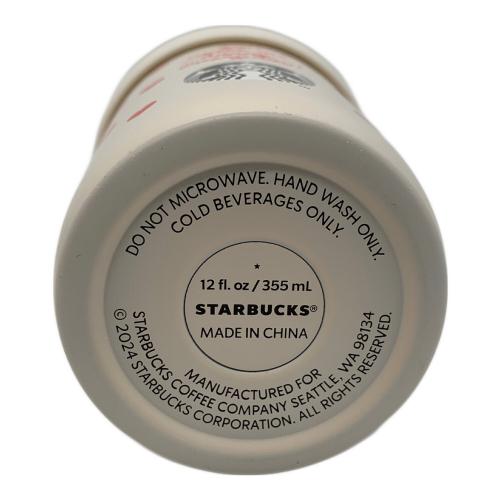 DO NOT MICROWAVE. HAND WASH ONLY.
COLD BEVERAGES ONLY.
12 fl. oz / 355 mL
STARBUCKS®
MADE IN CHINA
MANUFACTURED FOR
STARBUCKS COFFEE COMPANY SEATTLE, WA 98134
© 2024 STARBUCKS CORPORATION. ALL RIGHTS RESERVED.